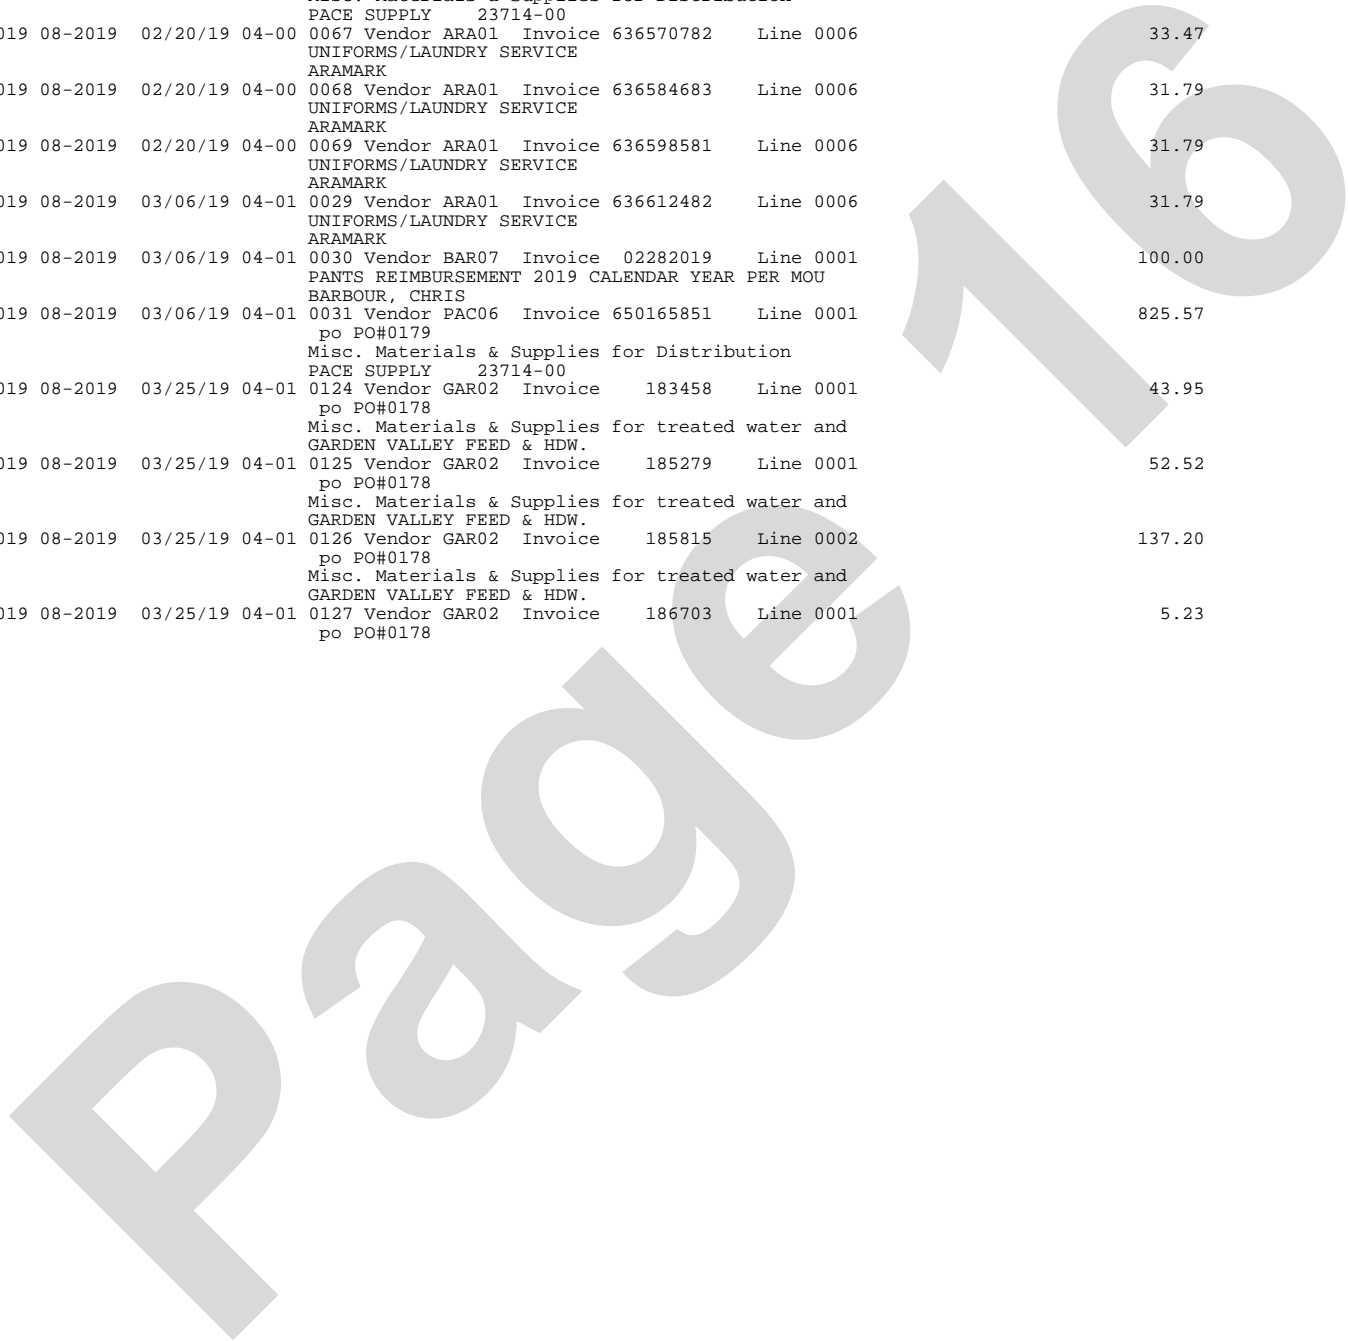 Misc. Materials & Supplies for Distribution
PACE SUPPLY 23714-00
019 08-2019 02/20/19 04-00 0067 Vendor ARA01 Invoice 636570782 Line 0006 33.47
UNIFORMS/LAUNDRY SERVICE
ARAMARK
019 08-2019 02/20/19 04-00 0068 Vendor ARA01 Invoice 636584683 Line 0006 31.79
UNIFORMS/LAUNDRY SERVICE
ARAMARK
019 08-2019 02/20/19 04-00 0069 Vendor ARA01 Invoice 636598581 Line 0006 31.79
UNIFORMS/LAUNDRY SERVICE
ARAMARK
019 08-2019 03/06/19 04-01 0029 Vendor ARA01 Invoice 636612482 Line 0006 31.79
UNIFORMS/LAUNDRY SERVICE
ARAMARK
019 08-2019 03/06/19 04-01 0030 Vendor BAR07 Invoice 02282019 Line 0001 100.00
PANTS REIMBURSEMENT 2019 CALENDAR YEAR PER MOU
BARBOUR, CHRIS
019 08-2019 03/06/19 04-01 0031 Vendor PAC06 Invoice 650165851 Line 0001 825.57
po PO#0179
Misc. Materials & Supplies for Distribution
PACE SUPPLY 23714-00
019 08-2019 03/25/19 04-01 0124 Vendor GAR02 Invoice 183458 Line 0001 43.95
po PO#0178
Misc. Materials & Supplies for treated water and
GARDEN VALLEY FEED & HDW.
019 08-2019 03/25/19 04-01 0125 Vendor GAR02 Invoice 185279 Line 0001 52.52
po PO#0178
Misc. Materials & Supplies for treated water and
GARDEN VALLEY FEED & HDW.
019 08-2019 03/25/19 04-01 0126 Vendor GAR02 Invoice 185815 Line 0002 137.20
po PO#0178
Misc. Materials & Supplies for treated water and
GARDEN VALLEY FEED & HDW.
019 08-2019 03/25/19 04-01 0127 Vendor GAR02 Invoice 186703 Line 0001 5.23
po PO#0178
Page 16